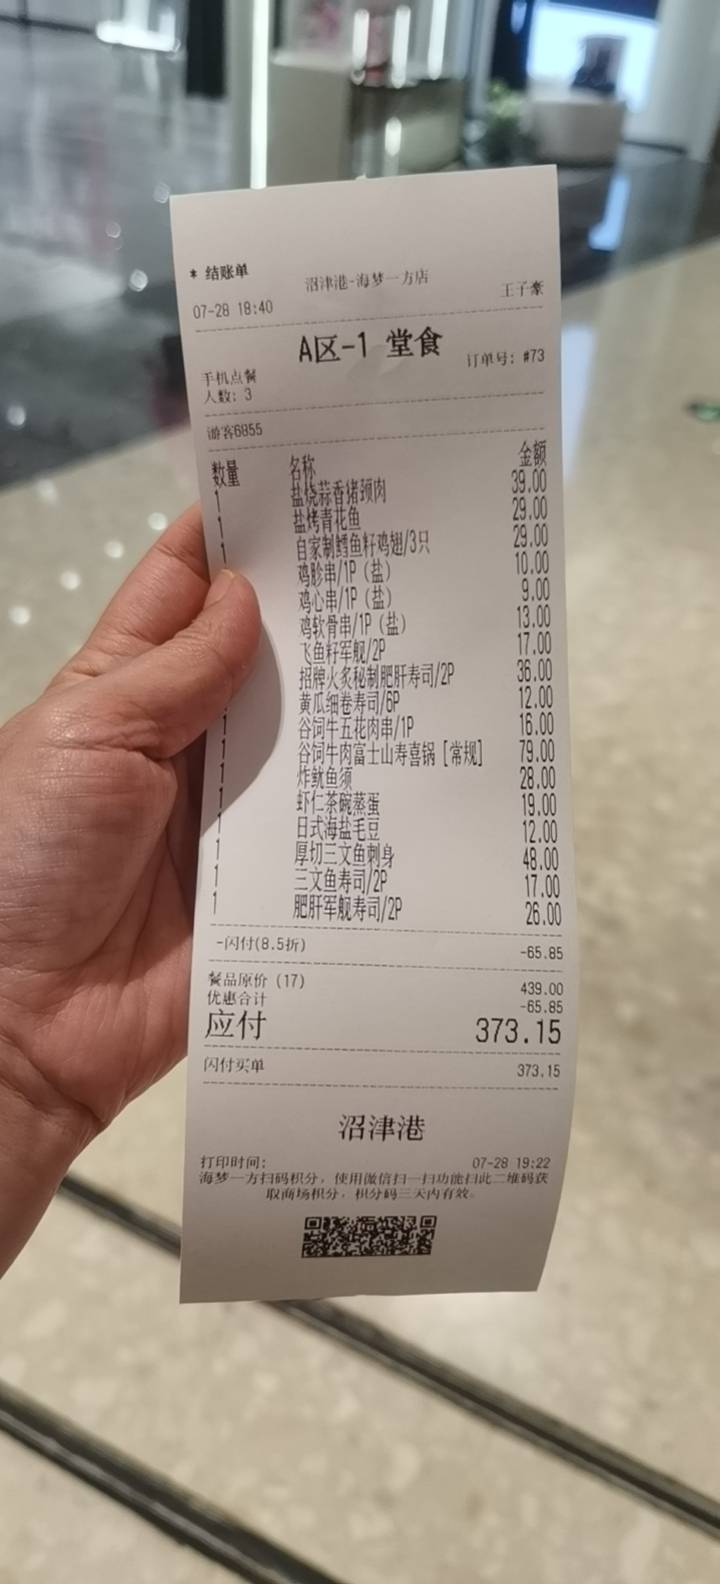 * 结账单
沼津港-海梦一方店
07-28 18:40 王子豪
A区-1 堂食
手机点餐 订单号: #73
人数: 3
游客6855
数量 名称 金额
1 盐烧蒜香猪颈肉 39.00
1 盐烤青花鱼 29.00
1 自家制鳕鱼籽鸡翅/3只 29.00
鸡胗串/1P (盐) 10.00
鸡心串/1P (盐) 9.00
鸡软骨串/1P (盐) 13.00
飞鱼籽军舰/2P 17.00
招牌火炙秘制肥肝寿司/2P 36.00
1 黄瓜细卷寿司/6P 12.00
1 谷饲牛五花肉串/1P 16.00
1 谷饲牛肉富士山寿喜锅 [常规] 79.00
1 炸鱿鱼须 28.00
1 虾仁茶碗蒸蛋 19.00
1 日式海盐毛豆 12.00
1 厚切三文鱼刺身 48.00
1 三文鱼寿司/2P 17.00
1 肥肝军舰寿司/2P 26.00
-闪付(8.5折) -65.85
餐品原价 (17) 439.00
优惠合计 -65.85
应付 373.15
闪付买单 373.15
沼津港
打印时间: 07-28 19:22
海梦一方扫码积分，使用微信扫一扫功能扫此二维码获
取商场积分，积分码三天内有效。